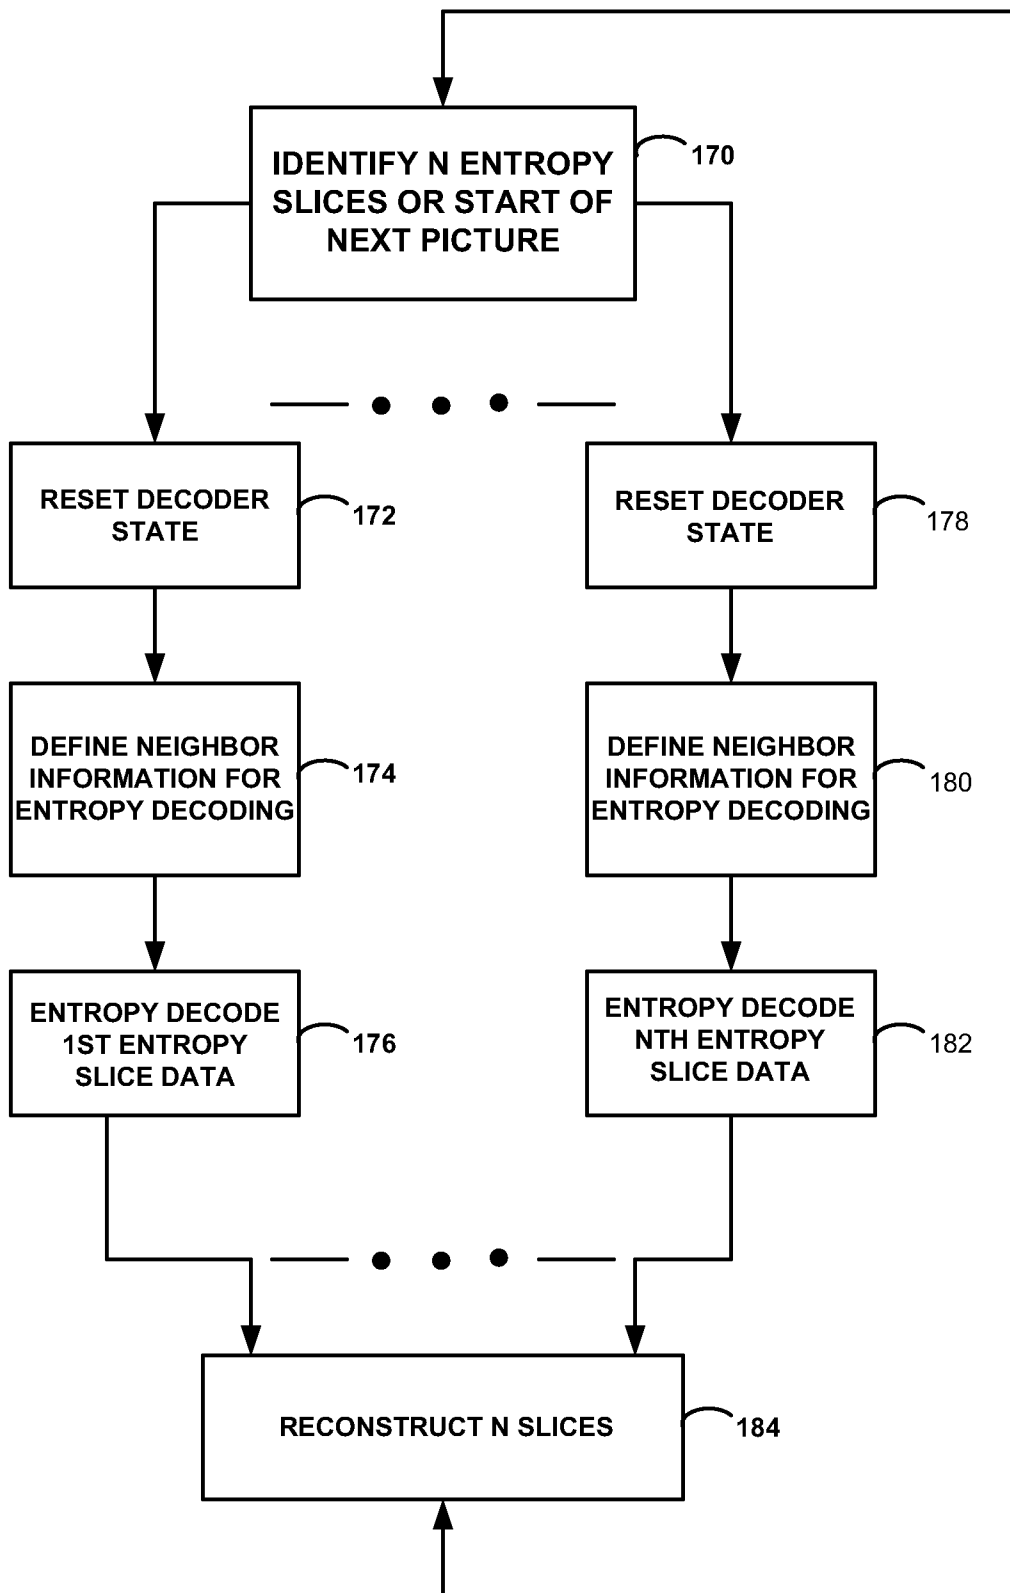 IDENTIFY N ENTROPY
SLICES OR START OF
NEXT PICTURE
170
RESET DECODER
STATE
172
RESET DECODER
STATE
178
DEFINE NEIGHBOR
INFORMATION FOR
ENTROPY DECODING
174
DEFINE NEIGHBOR
INFORMATION FOR
ENTROPY DECODING
180
ENTROPY DECODE
1ST ENTROPY
SLICE DATA
176
ENTROPY DECODE
NTH ENTROPY
SLICE DATA
182
RECONSTRUCT N SLICES
184